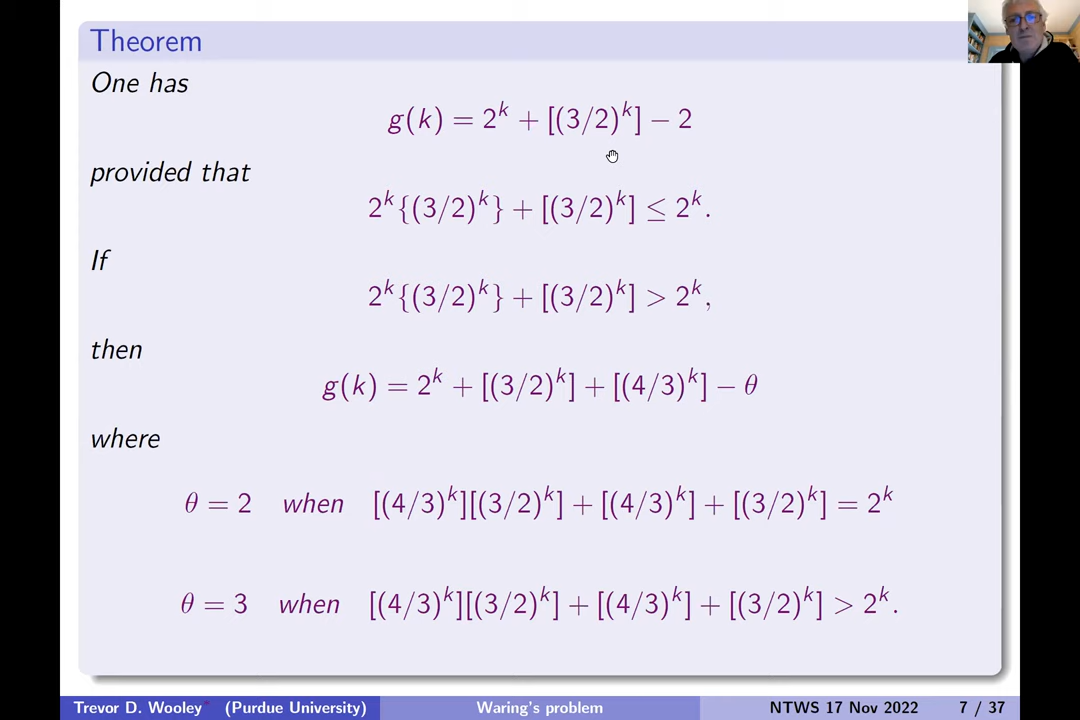 Theorem
One has
g(k) = 2^k + [(3/2)^k] − 2
provided that
2^k{(3/2)^k} + [(3/2)^k] ≤ 2^k.
If
2^k{(3/2)^k} + [(3/2)^k] > 2^k,
then
g(k) = 2^k + [(3/2)^k] + [(4/3)^k] − θ
where
θ = 2 when [(4/3)^k][(3/2)^k] + [(4/3)^k] + [(3/2)^k] = 2^k
θ = 3 when [(4/3)^k][(3/2)^k] + [(4/3)^k] + [(3/2)^k] > 2^k.
Trevor D. Wooley* (Purdue University) Waring's problem NTWS 17 Nov 2022 7 / 37